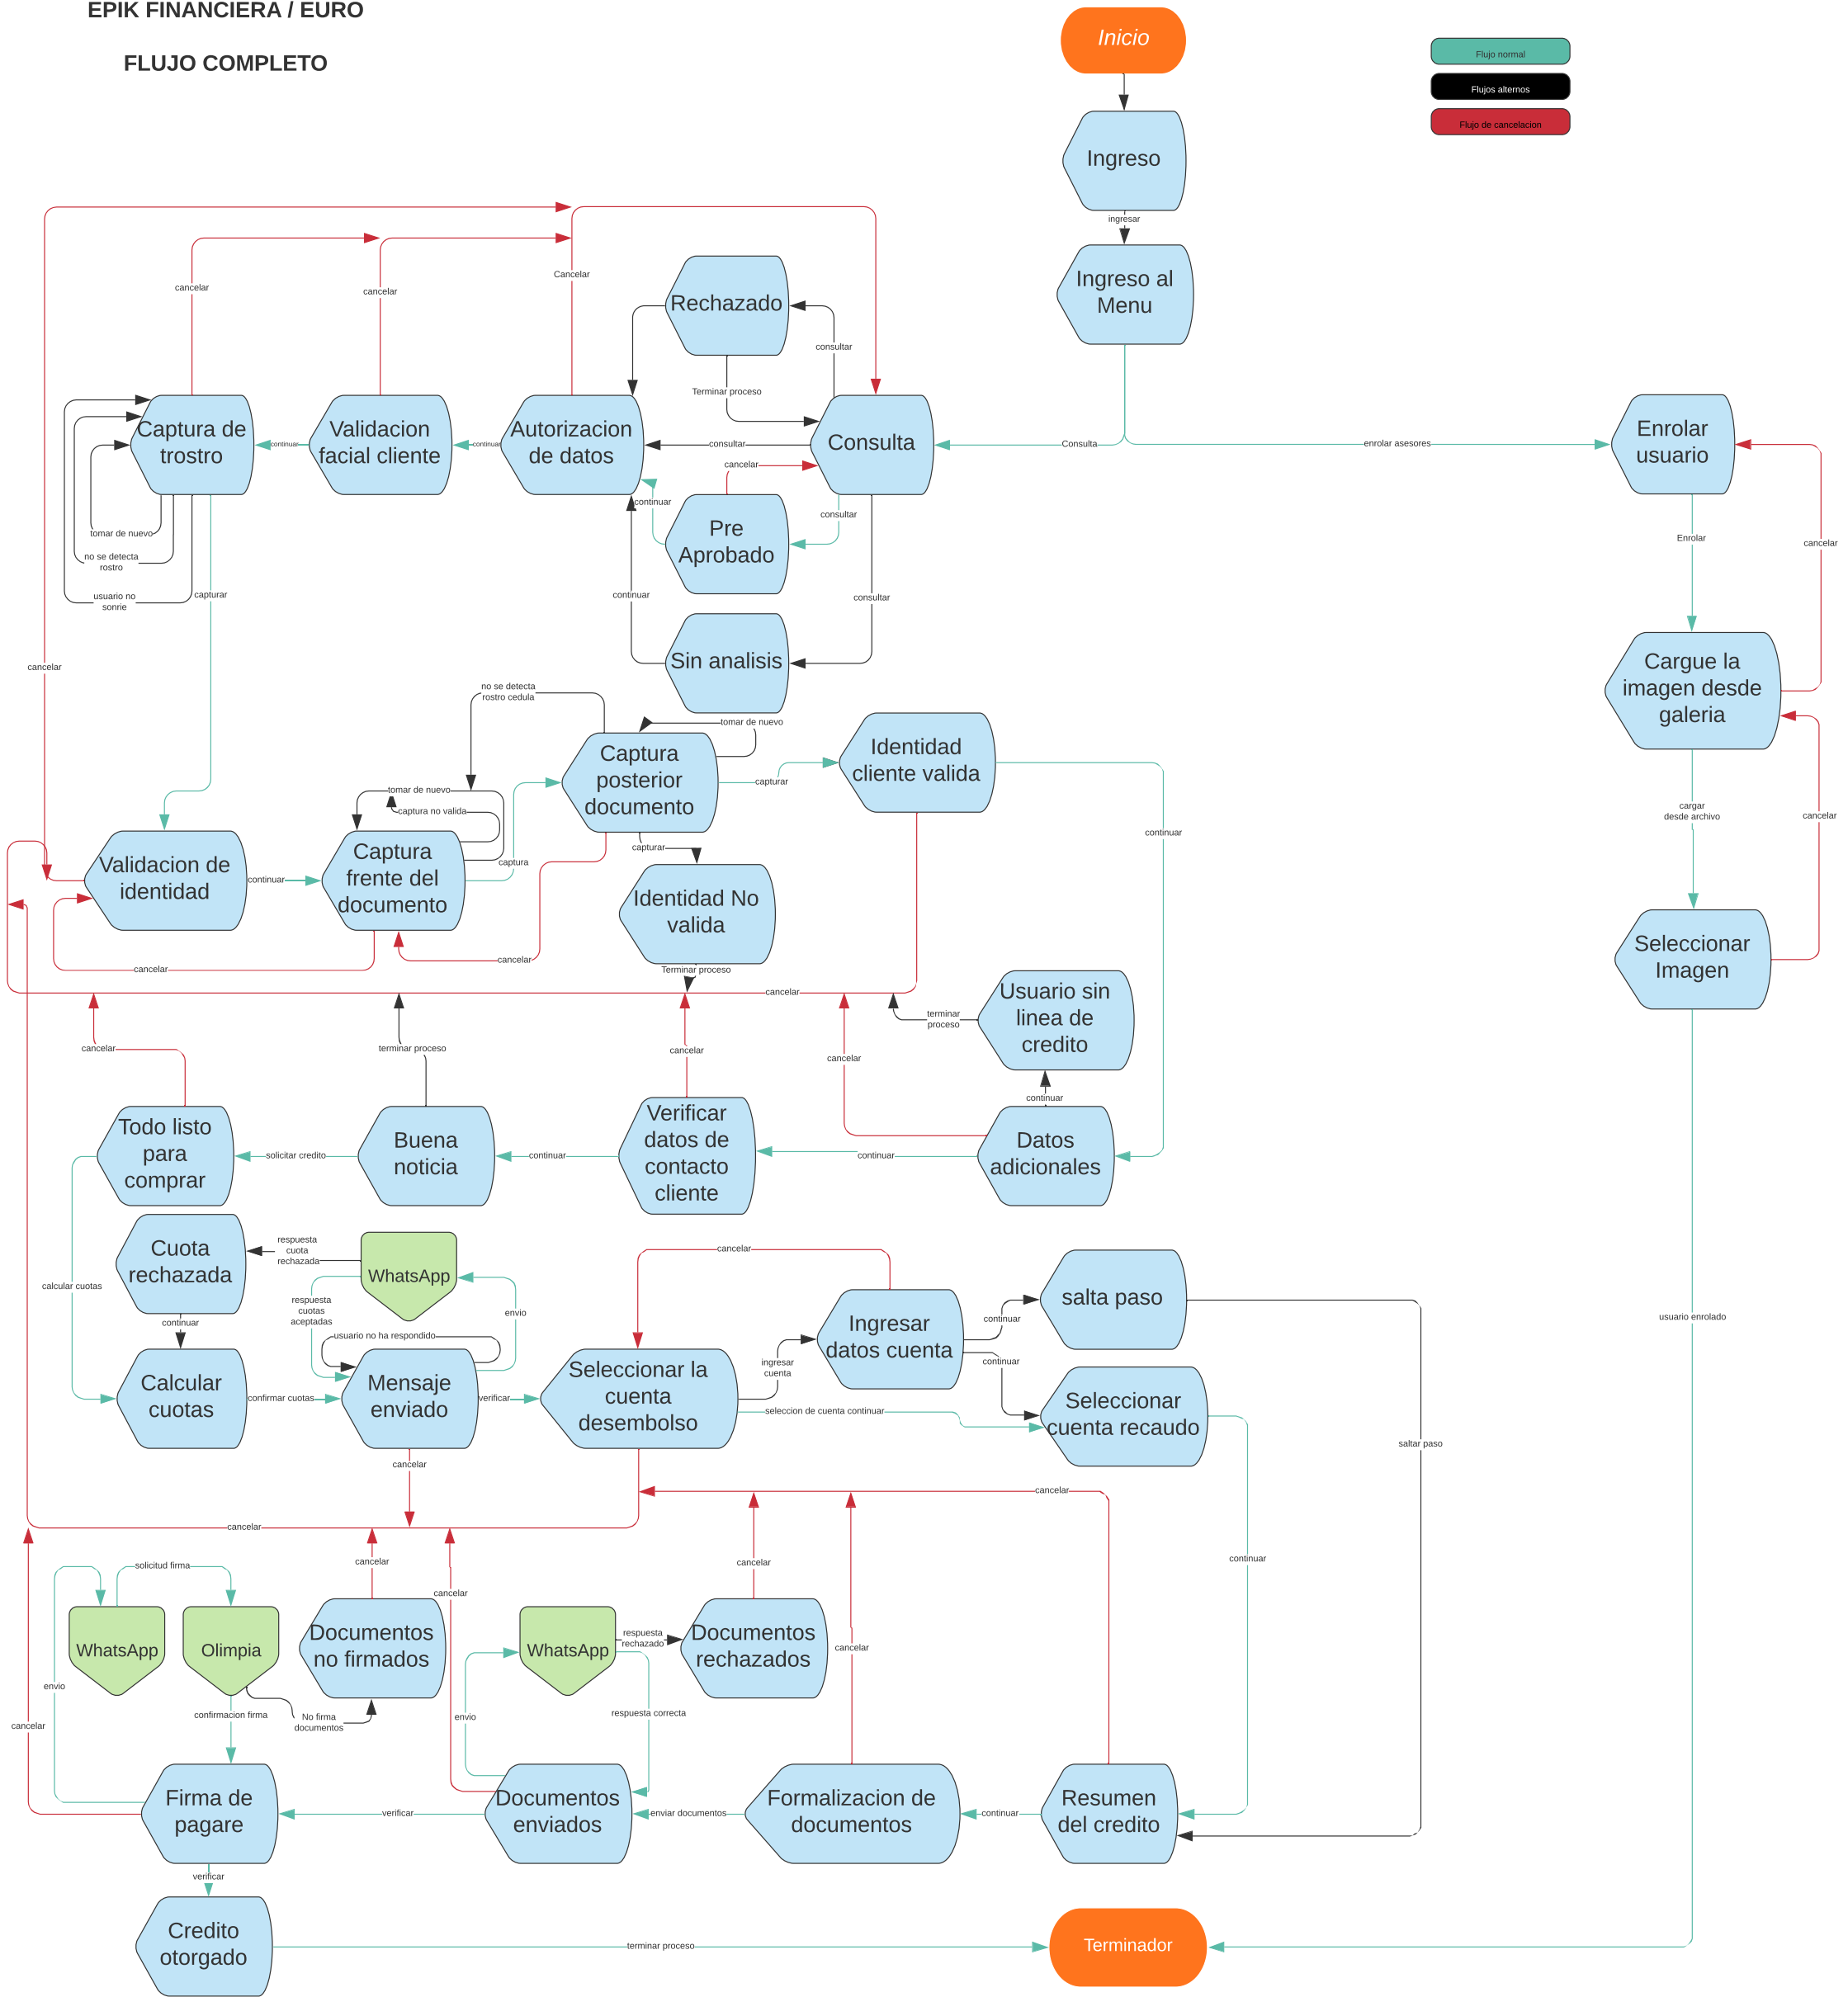 EPIK FINANCIERA / EURO
FLUJO COMPLETO
Inicio
Flujo normal
Flujos alternos
Flujo de cancelacion
Ingreso
ingresar
Ingreso al
Menu
cancelar
cancelar
Cancelar
Rechazado
consultar
Terminar proceso
Captura de
trostro
continuar
Validacion
facial cliente
continuar
Autorizacion
de datos
consultar
Consulta
Consulta
enrolar asesores
Enrolar
usuario
cancelar
continuar
Pre
Aprobado
consultar
tomar de nuevo
no se detecta
rostro
usuario no
sonrie
capturar
continuar
consultar
Enrolar
cancelar
cancelar
Sin analisis
Cargue la
imagen desde
galeria
no se detecta
rostro cedula
tomar de nuevo
Captura
posterior
documento
capturar
Identidad
cliente valida
tomar de nuevo
captura no valida
continuar
cargar
desde archivo
cancelar
Validacion de
identidad
continuar
Captura
frente del
documento
captura
capturar
Identidad No
valida
cancelar
cancelar
Terminar proceso
cancelar
Seleccionar
Imagen
Usuario sin
linea de
credito
terminar
proceso
cancelar
terminar proceso
cancelar
cancelar
continuar
Todo listo
para
comprar
solicitar credito
Buena
noticia
continuar
Verificar
datos de
contacto
cliente
continuar
Datos
adicionales
Cuota
rechazada
respuesta
cuota
rechazada
WhatsApp
cancelar
salta paso
calcular cuotas
respuesta
cuotas
aceptadas
envio
continuar
usuario no ha respondido
Ingresar
datos cuenta
continuar
continuar
usuario enrolado
Calcular
cuotas
confirmar cuotas
Mensaje
enviado
verificar
Seleccionar la
cuenta
desembolso
ingresar
cuenta
seleccion de cuenta continuar
Seleccionar
cuenta recaudo
saltar paso
cancelar
cancelar
cancelar
solicitud firma
cancelar
cancelar
cancelar
continuar
WhatsApp
Olimpia
Documentos
no firmados
WhatsApp
respuesta
rechazado
Documentos
rechazados
cancelar
envio
confirmacion firma
No firma
documentos
envio
respuesta correcta
cancelar
Firma de
pagare
verificar
Documentos
enviados
enviar documentos
Formalizacion de
documentos
continuar
Resumen
del credito
verificar
Credito
otorgado
terminar proceso
Terminador